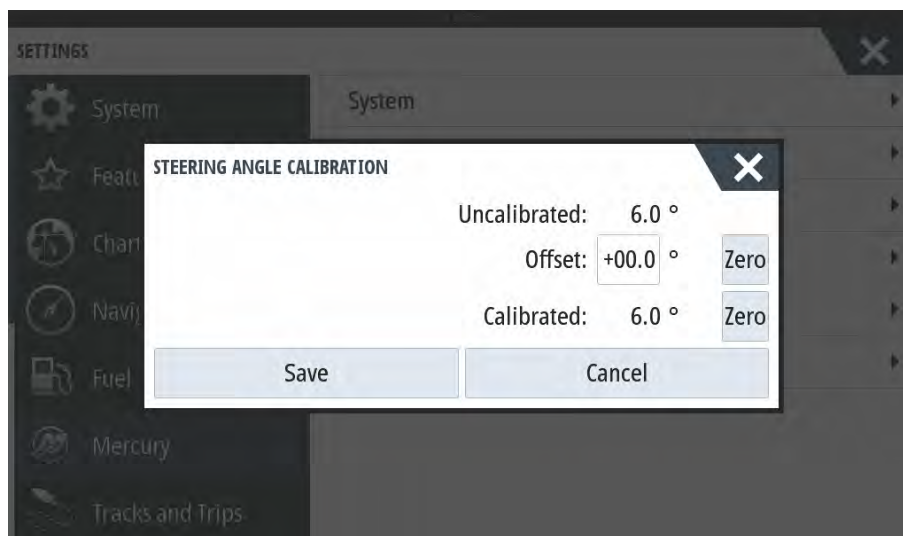 SETTINGS
System
System
STEERING ANGLE CALIBRATION
Uncalibrated: 6.0 °
Offset: +00.0 ° Zero
Calibrated: 6.0 ° Zero
Save
Cancel
Fuel
Mercury
Tracks and Trips